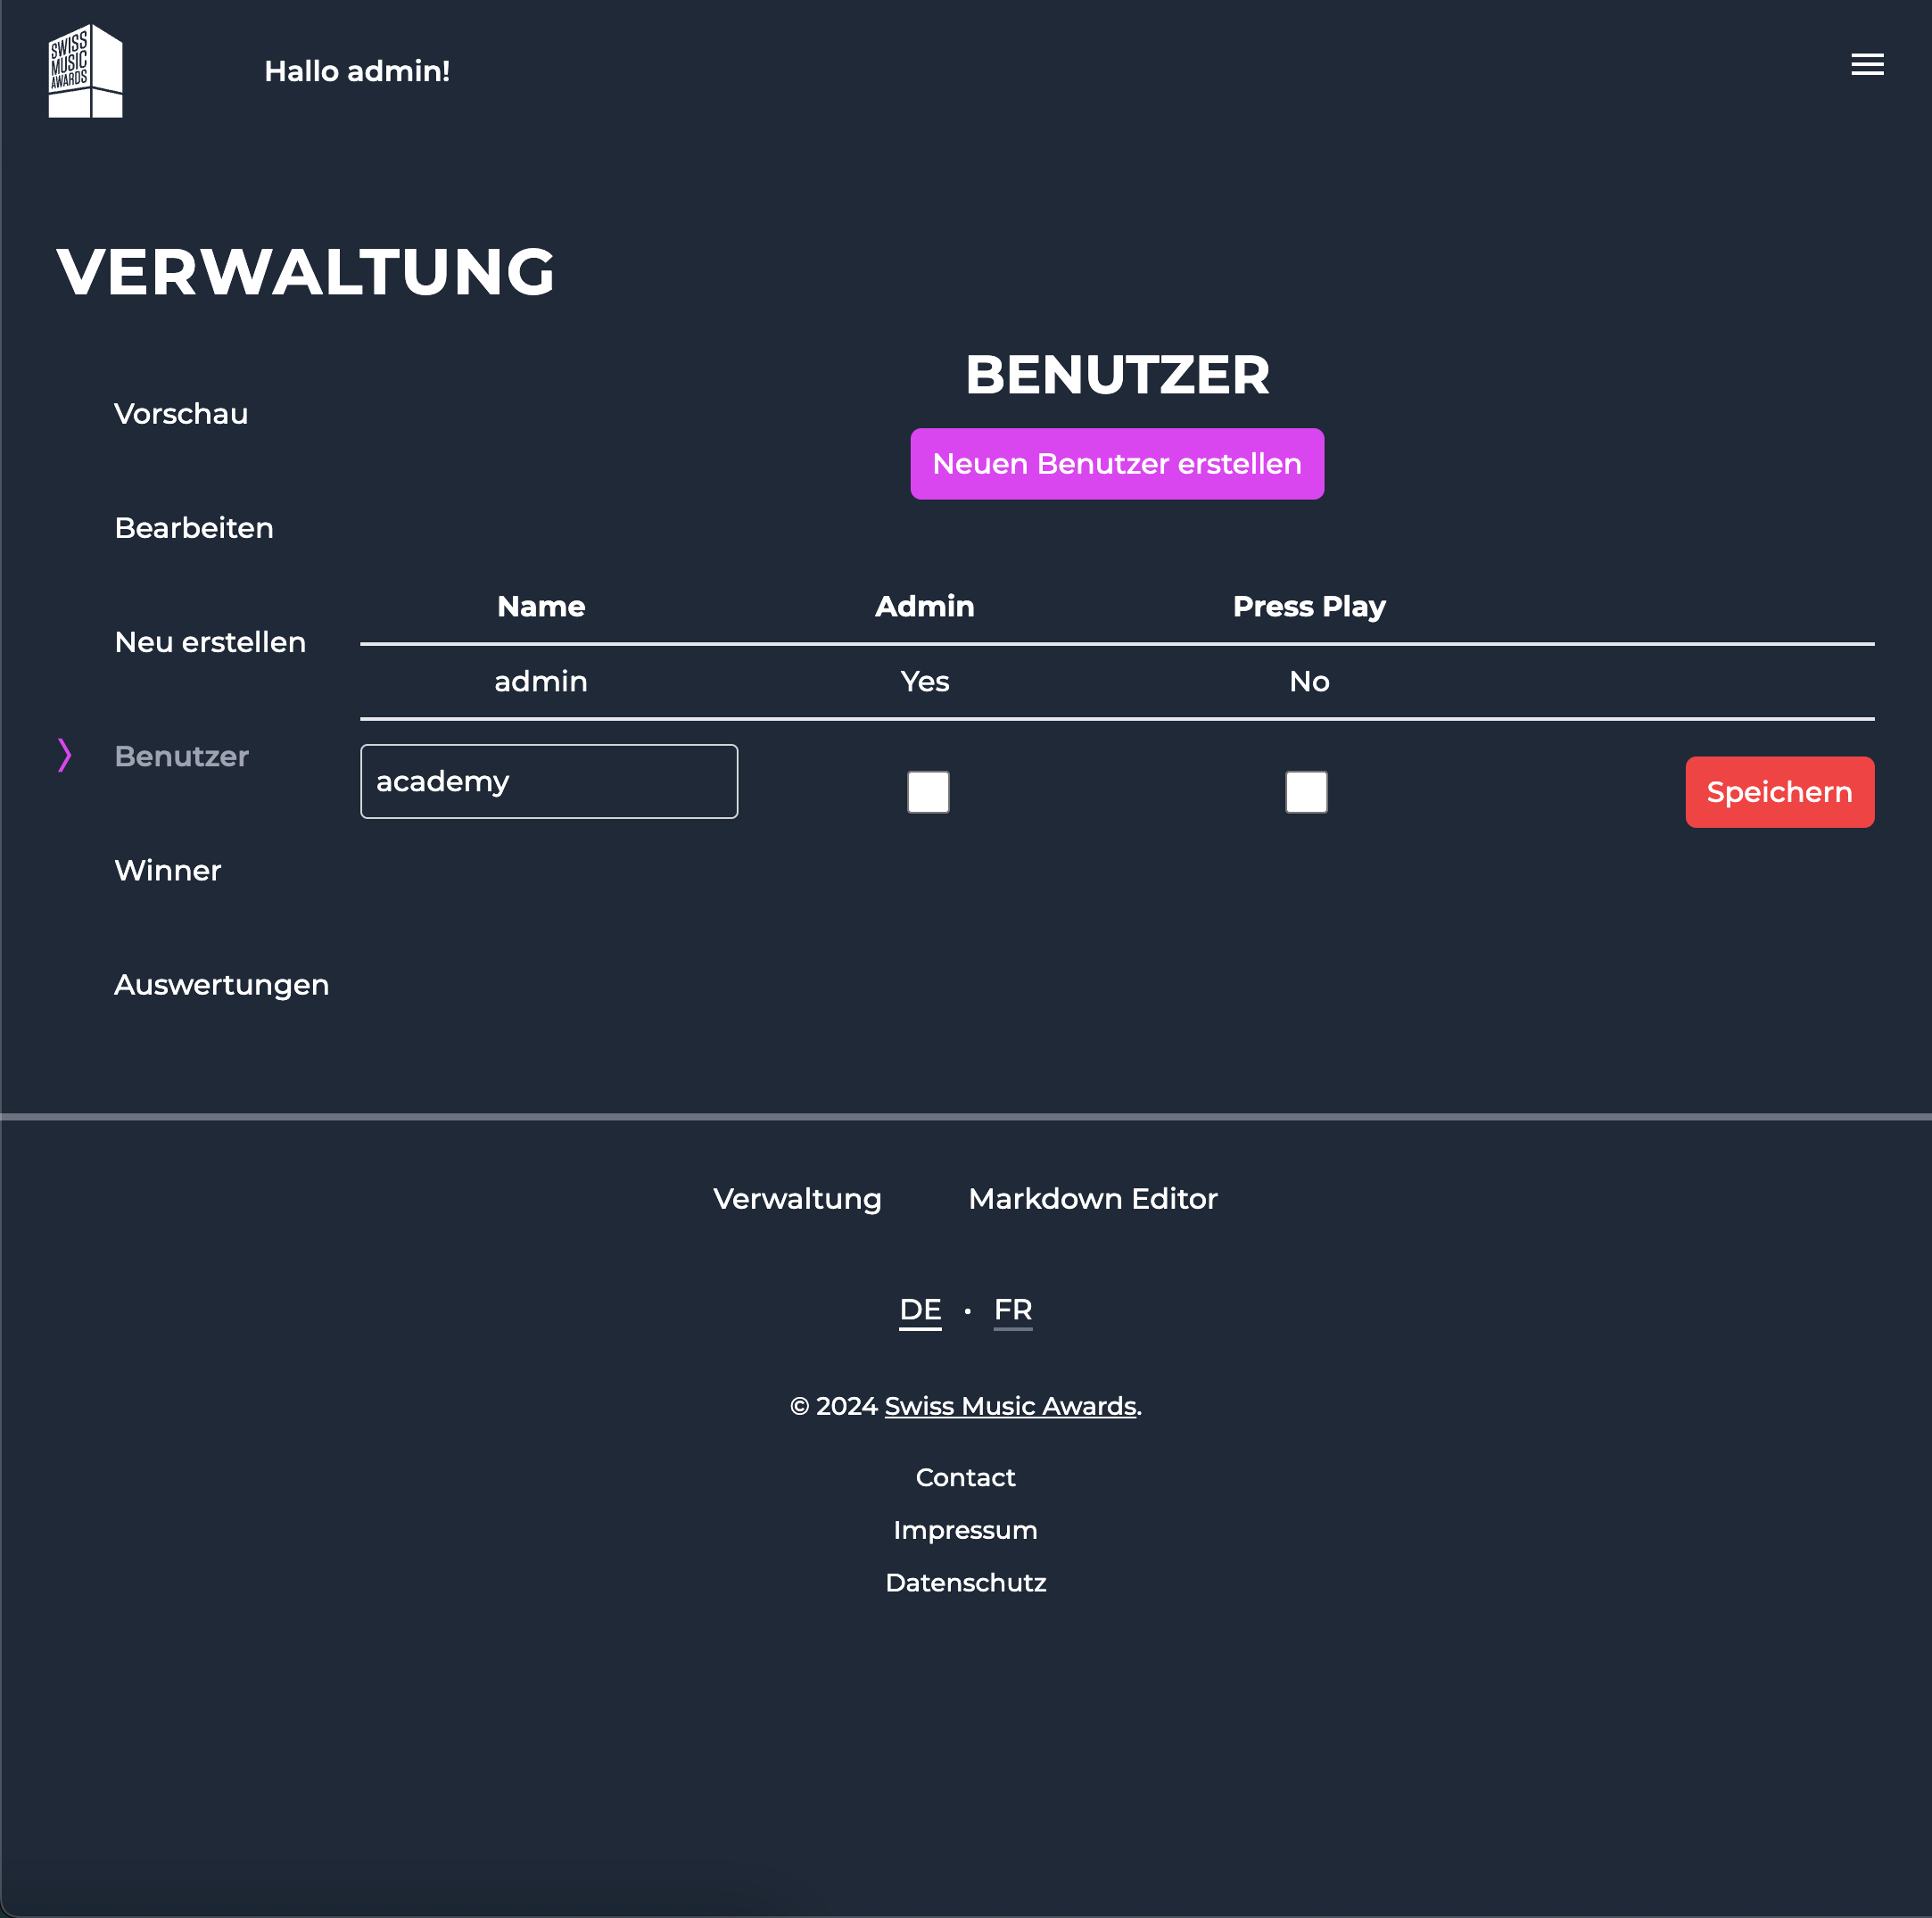 SWISS
MUSIC
AWARDS
Hallo admin!
VERWALTUNG
Vorschau
Bearbeiten
Neu erstellen
Benutzer
Winner
Auswertungen
BENUTZER
Neuen Benutzer erstellen
Name Admin Press Play
admin Yes No
academy Speichern
Verwaltung Markdown Editor
DE · FR
© 2024 Swiss Music Awards.
Contact
Impressum
Datenschutz